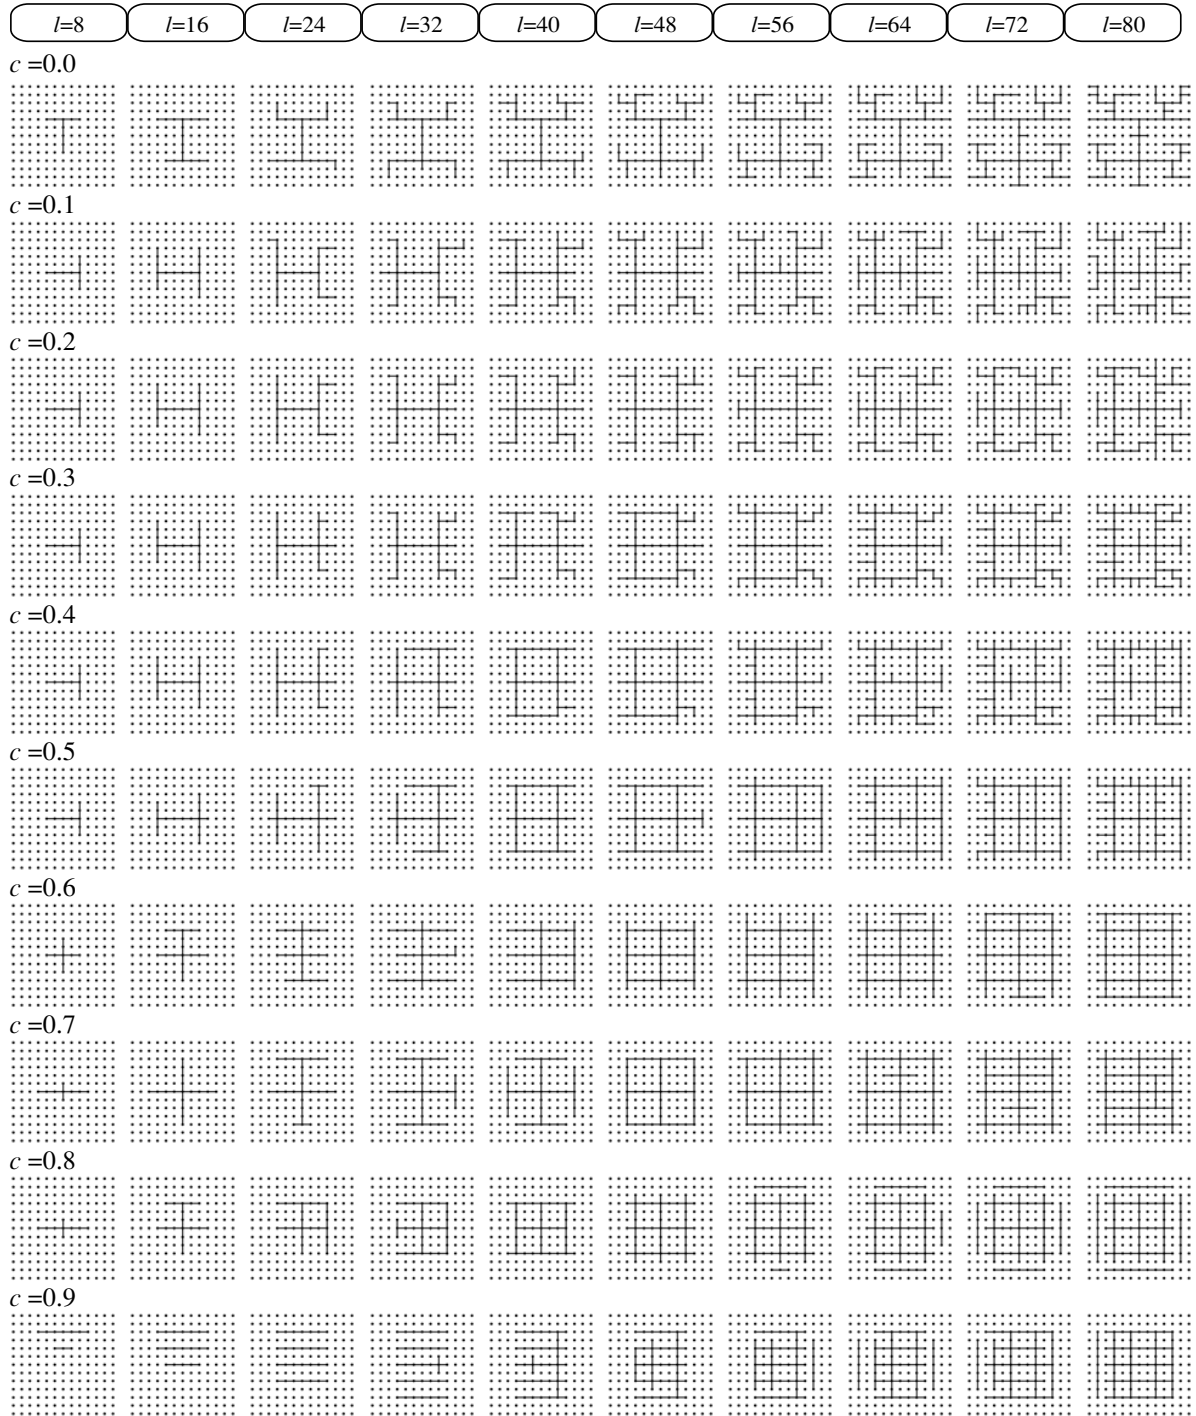 l=8 l=16 l=24 l=32 l=40 l=48 l=56 l=64 l=72 l=80
c =0.0
c =0.1
c =0.2
c =0.3
c =0.4
c =0.5
c =0.6
c =0.7
c =0.8
c =0.9